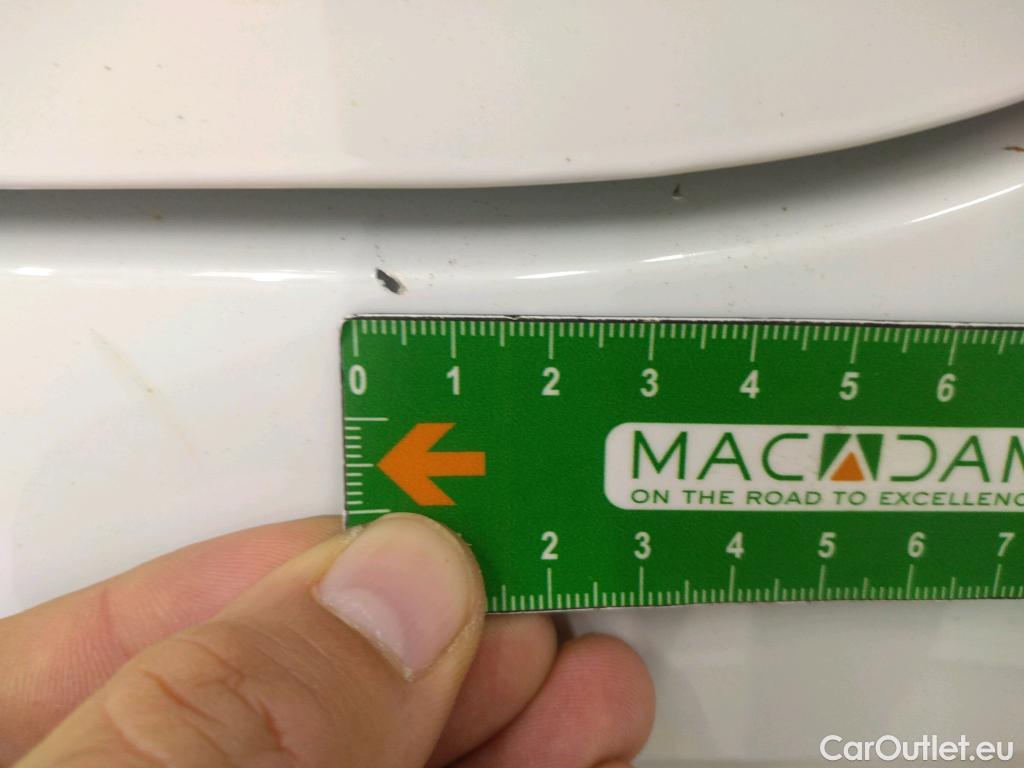 0 1 2 3 4 5 6
MACADAM
ON THE ROAD TO EXCELLENC
2 3 4 5 6 7
CarOutlet.eu